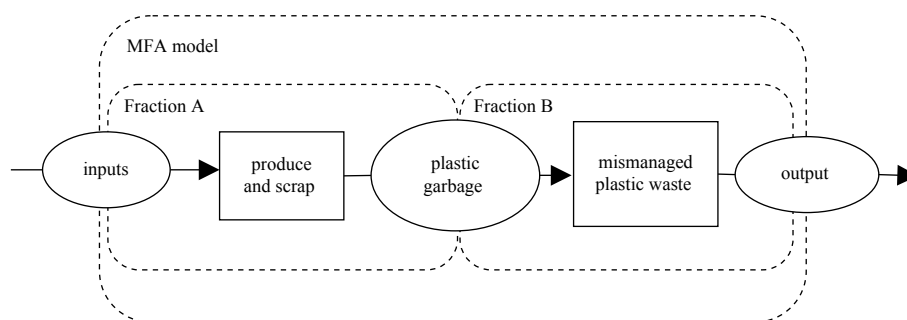 MFA model
Fraction A
Fraction B
inputs
produce
and scrap
plastic
garbage
mismanaged
plastic waste
output